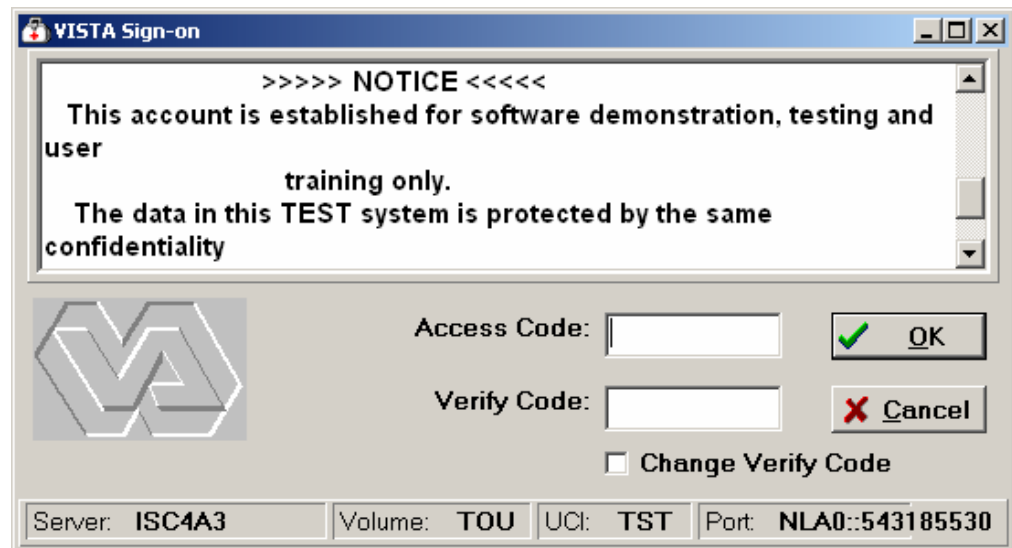 VISTA Sign-on
>>>>> NOTICE <<<<<
This account is established for software demonstration, testing and
user
training only.
The data in this TEST system is protected by the same
confidentiality
Access Code:
OK
Verify Code:
Cancel
Change Verify Code
Server: ISC4A3 Volume: TOU UCI: TST Port: NLA0::543185530